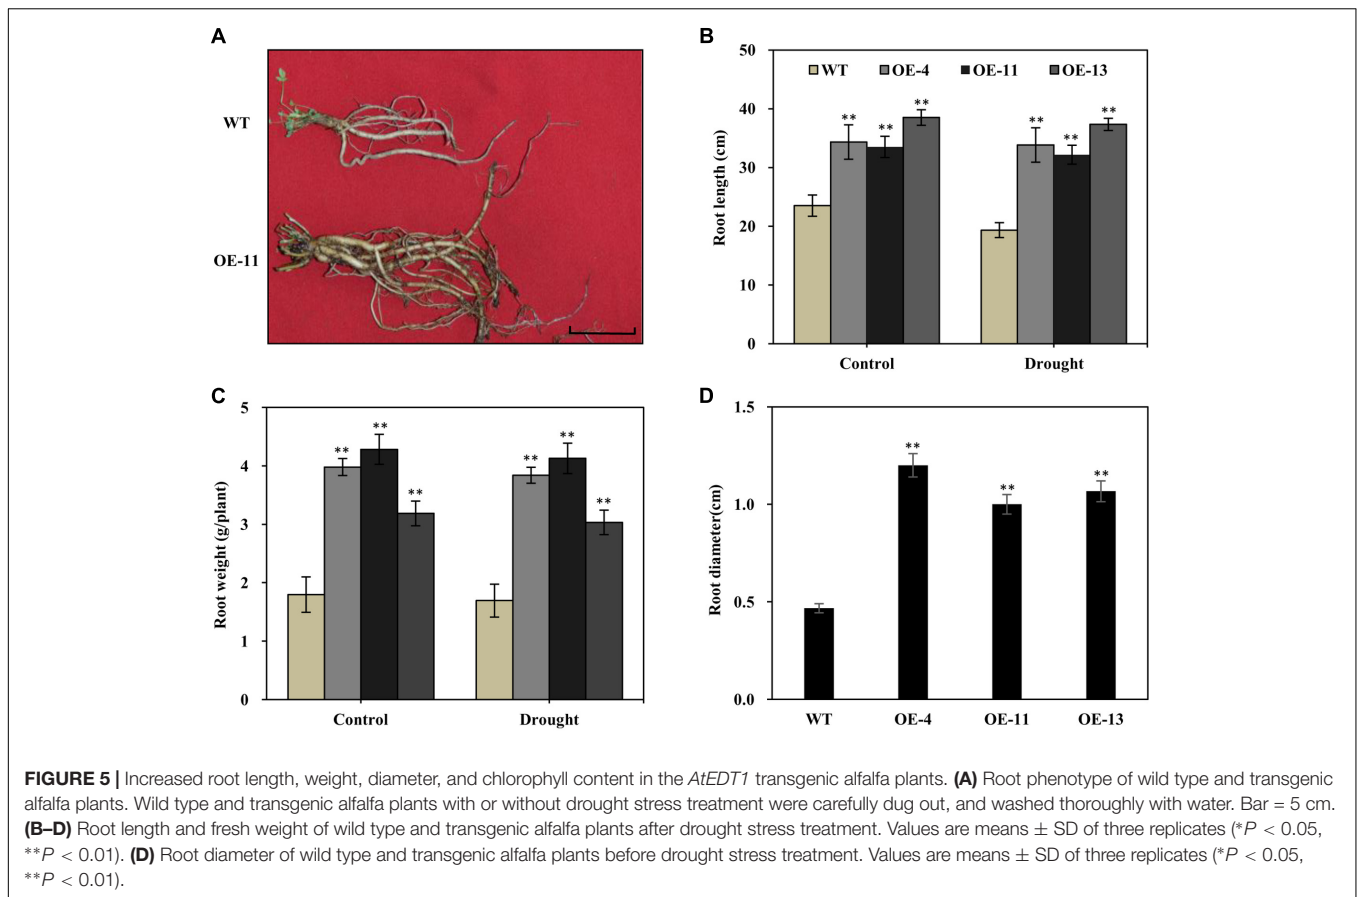 A
WT
OE-11
B
50
40
30
20
10
0
Root length (cm)
WT OE-4 OE-11 OE-13
** ** ** ** ** **
Control Drought
C
5
4
3
2
1
0
Root weight (g/plant)
** ** ** ** ** **
Control Drought
D
1.5
1.0
0.5
0.0
Root diameter(cm)
** ** **
WT OE-4 OE-11 OE-13
FIGURE 5 | Increased root length, weight, diameter, and chlorophyll content in the AtEDT1 transgenic alfalfa plants. (A) Root phenotype of wild type and transgenic
alfalfa plants. Wild type and transgenic alfalfa plants with or without drought stress treatment were carefully dug out, and washed thoroughly with water. Bar = 5 cm.
(B–D) Root length and fresh weight of wild type and transgenic alfalfa plants after drought stress treatment. Values are means ± SD of three replicates (*P < 0.05,
**P < 0.01). (D) Root diameter of wild type and transgenic alfalfa plants before drought stress treatment. Values are means ± SD of three replicates (*P < 0.05,
**P < 0.01).